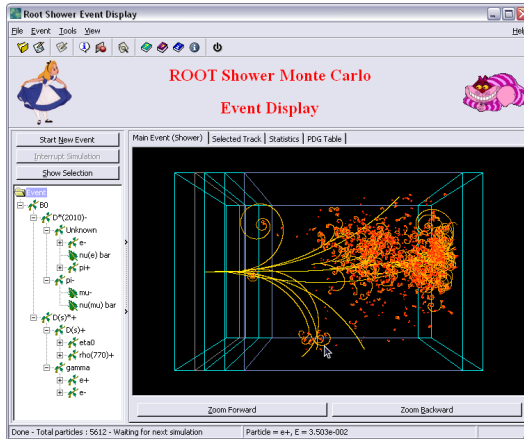 Root Shower Event Display
File Event Tools View Help
ROOT Shower Monte Carlo
Event Display
Start New Event
Interrupt Simulation
Show Selection
Main Event (Shower) Selected Track Statistics PDG Table
Event
B0
D*(2010)-
Unknown
e-
nu(e) bar
pi+
pi-
mu-
nu(mu) bar
D(s)*+
D(s)+
eta0
rho(770)+
gamma
e+
e-
Zoom Forward Zoom Backward
Done - Total particles : 5612 - Waiting for next simulation Particle = e+, E = 3.503e-002